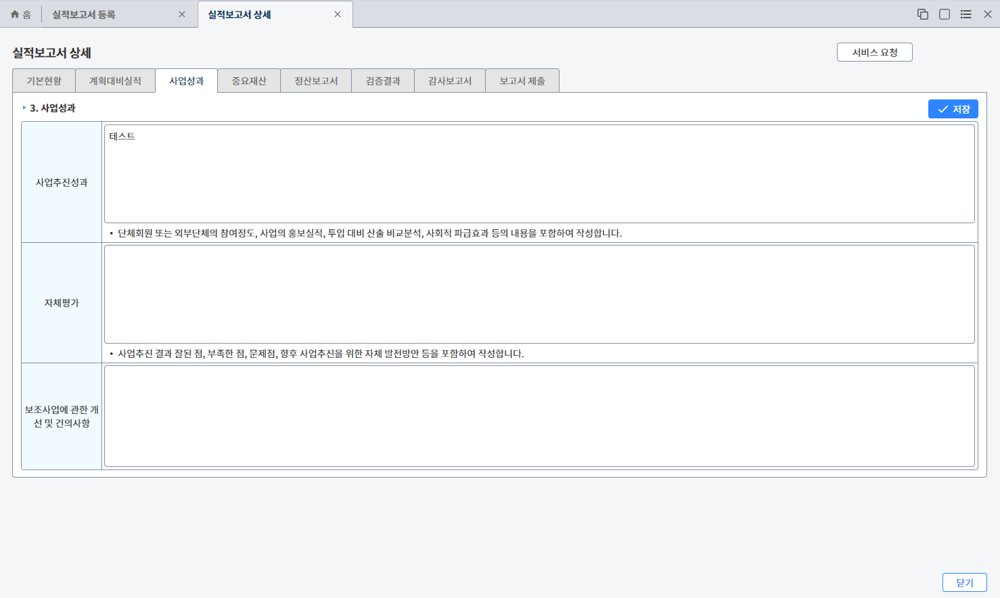 홈
실적보고서 등록
실적보고서 상세
실적보고서 상세
서비스 요청
기본현황
계획대비실적
사업성과
중요재산
정산보고서
검증결과
감사보고서
보고서 제출
3. 사업성과
저장
사업추진성과
테스트
• 단체회원 또는 외부단체의 참여정도, 사업의 홍보실적, 투입 대비 산출 비교분석, 사회적 파급효과 등의 내용을 포함하여 작성합니다.
자체평가
• 사업추진 결과 잘된 점, 부족한 점, 문제점, 향후 사업추진을 위한 자체 발전방안 등을 포함하여 작성합니다.
보조사업에 관한 개
선 및 건의사항
닫기